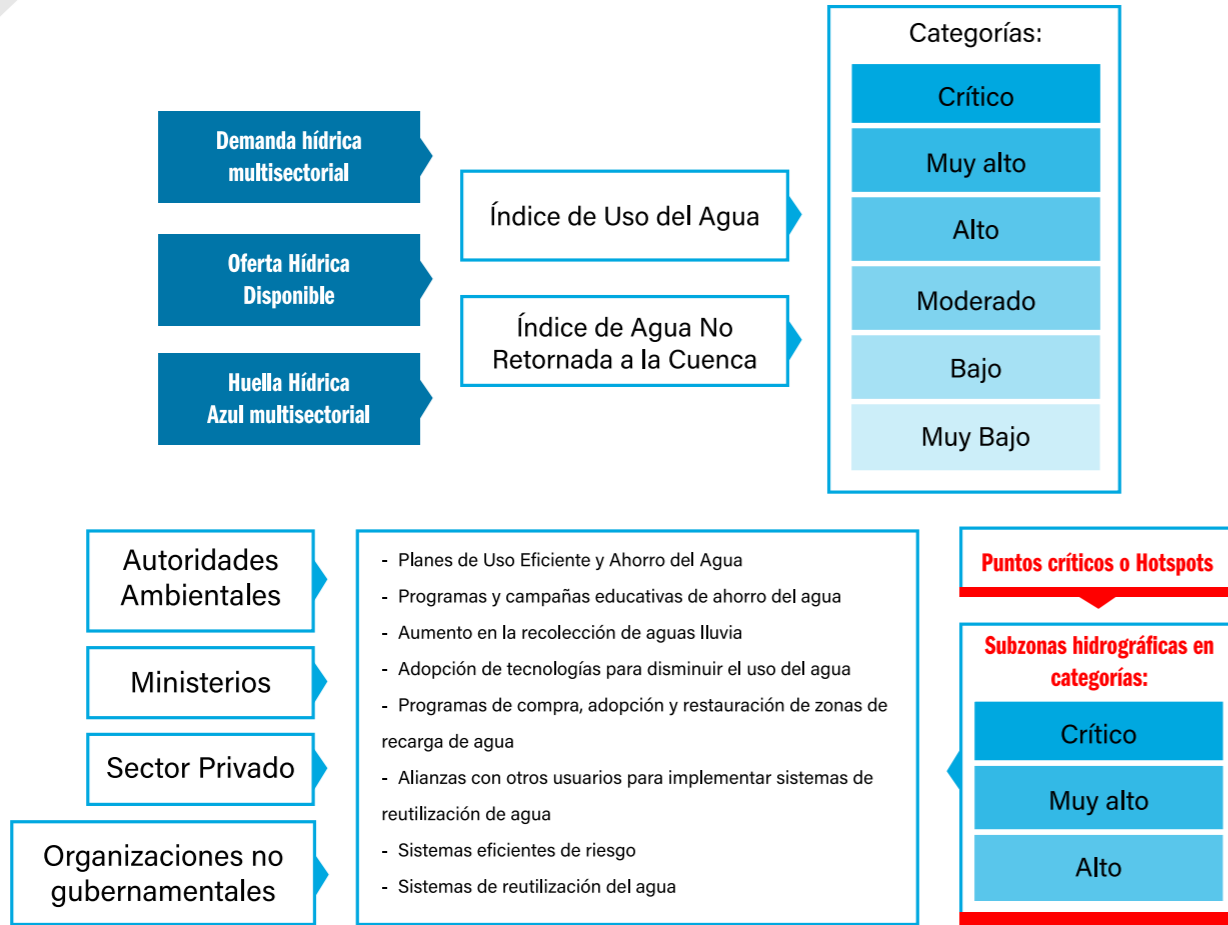 Demanda hídrica
multisectorial
Oferta Hídrica
Disponible
Huella Hídrica
Azul multisectorial
Índice de Uso del Agua
Índice de Agua No
Retornada a la Cuenca
Categorías:
Crítico
Muy alto
Alto
Moderado
Bajo
Muy Bajo
Autoridades
Ambientales
Ministerios
Sector Privado
Organizaciones no
gubernamentales
- Planes de Uso Eficiente y Ahorro del Agua
- Programas y campañas educativas de ahorro del agua
- Aumento en la recolección de aguas lluvia
- Adopción de tecnologías para disminuir el uso del agua
- Programas de compra, adopción y restauración de zonas de
recarga de agua
- Alianzas con otros usuarios para implementar sistemas de
reutilización de agua
- Sistemas eficientes de riesgo
- Sistemas de reutilización del agua
Puntos críticos o Hotspots
Subzonas hidrográficas en
categorías:
Crítico
Muy alto
Alto